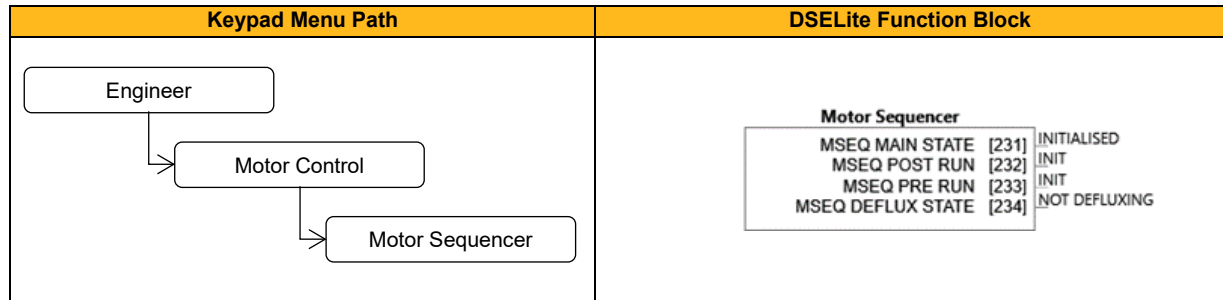 Keypad Menu Path
DSELite Function Block
Engineer
Motor Control
Motor Sequencer
Motor Sequencer
MSEQ MAIN STATE [231] INITIALISED
MSEQ POST RUN [232] INIT
MSEQ PRE RUN [233] INIT
MSEQ DEFLUX STATE [234] NOT DEFLUXING